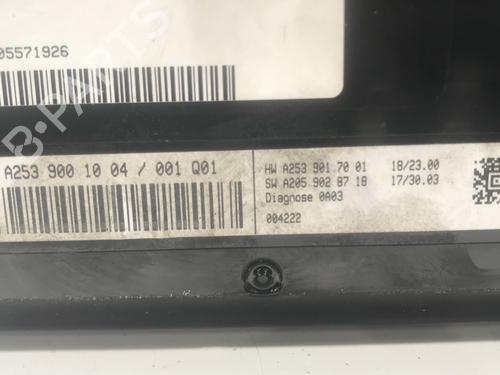 05571926
B-PARTS
A253 900 10 04 / 001 Q01
HW A253 901 70 01 18/23.00
SW A205 902 87 18 17/30.03
Diagnose 0A03
004222